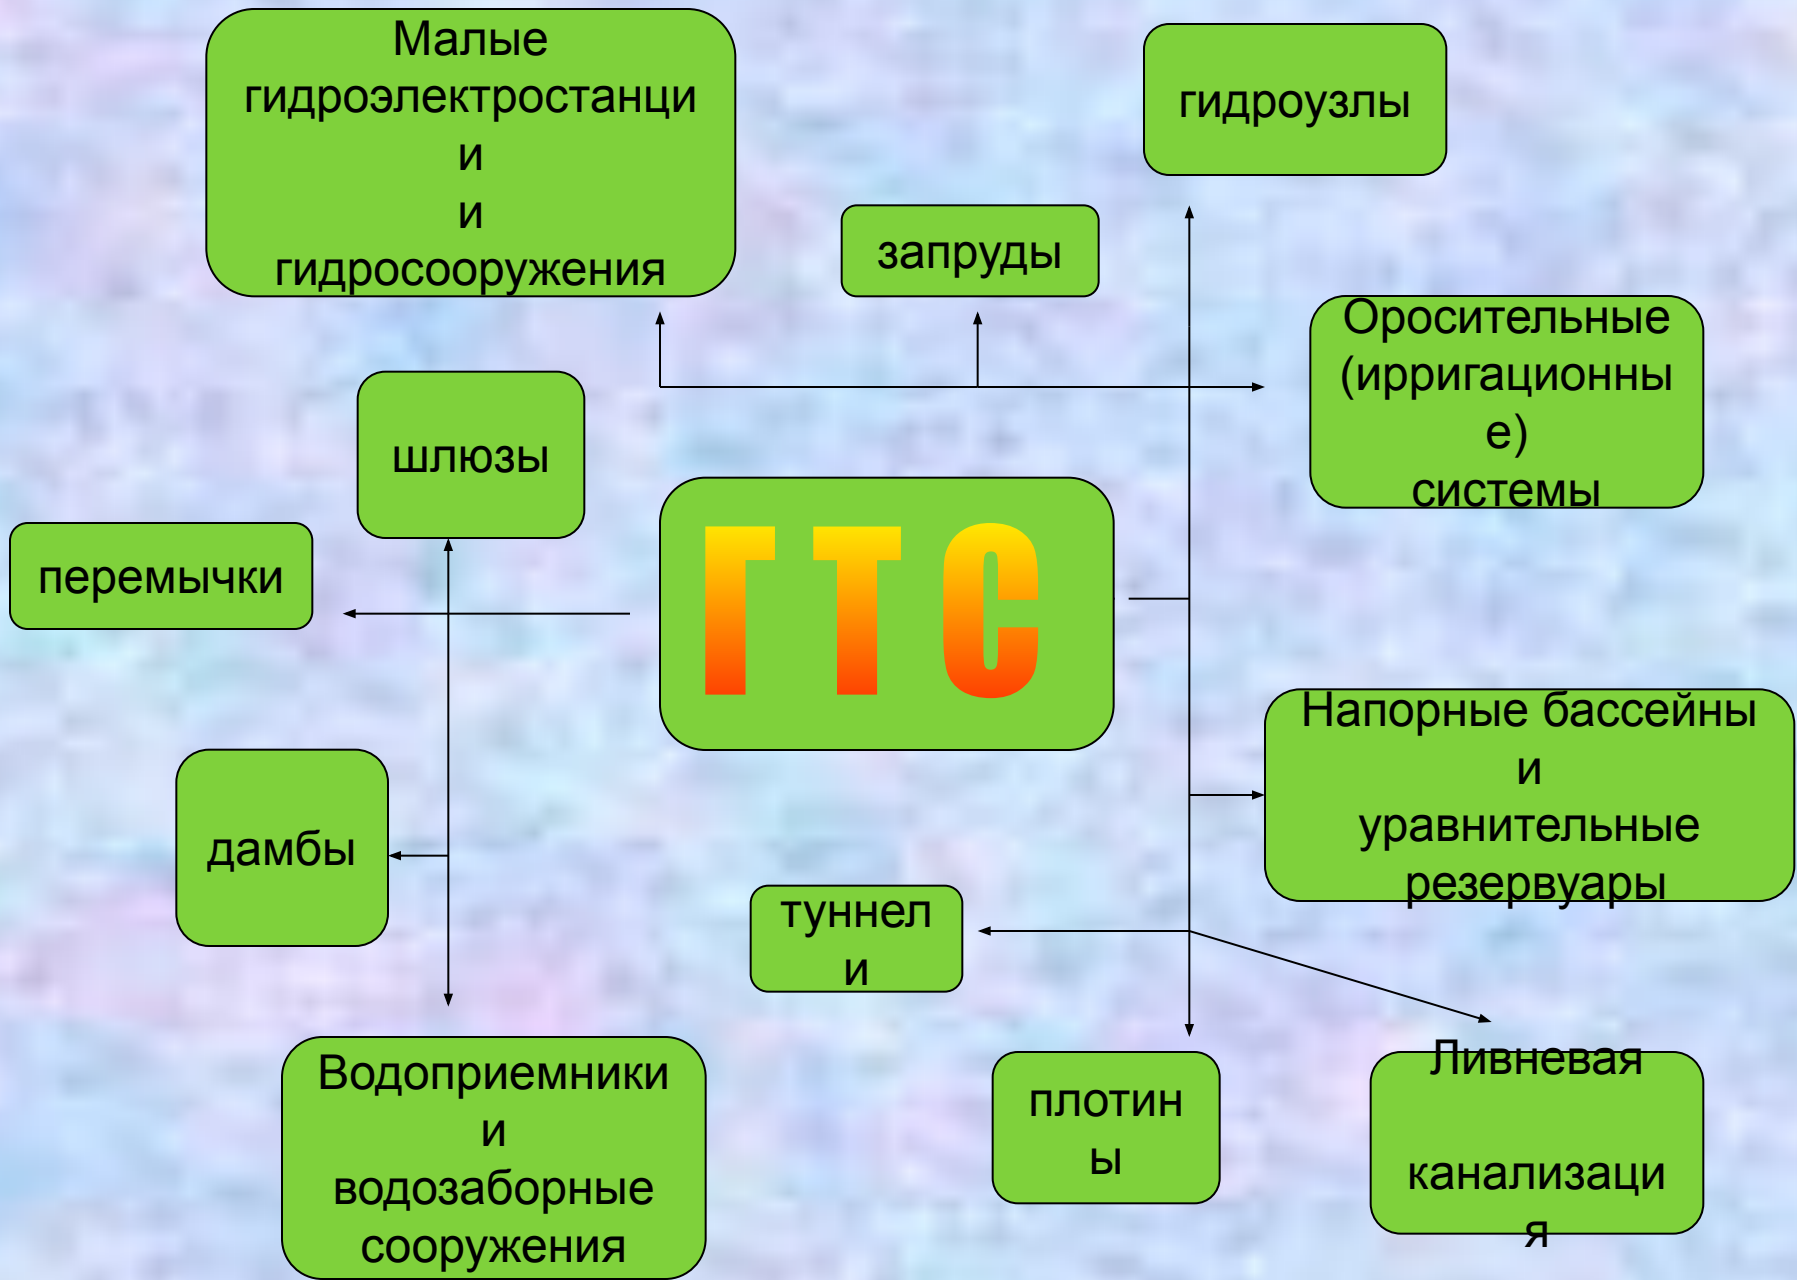 Малые
гидроэлектростанци
и
и
гидросооружения
гидроузлы
запруды
Оросительные
(ирригационны
е)
системы
шлюзы
перемычки
ГТС
Напорные бассейны
и
уравнительные
резервуары
дамбы
туннел
и
Водоприемники
и
водозаборные
сооружения
плотин
ы
Ливневая
канализаци
я